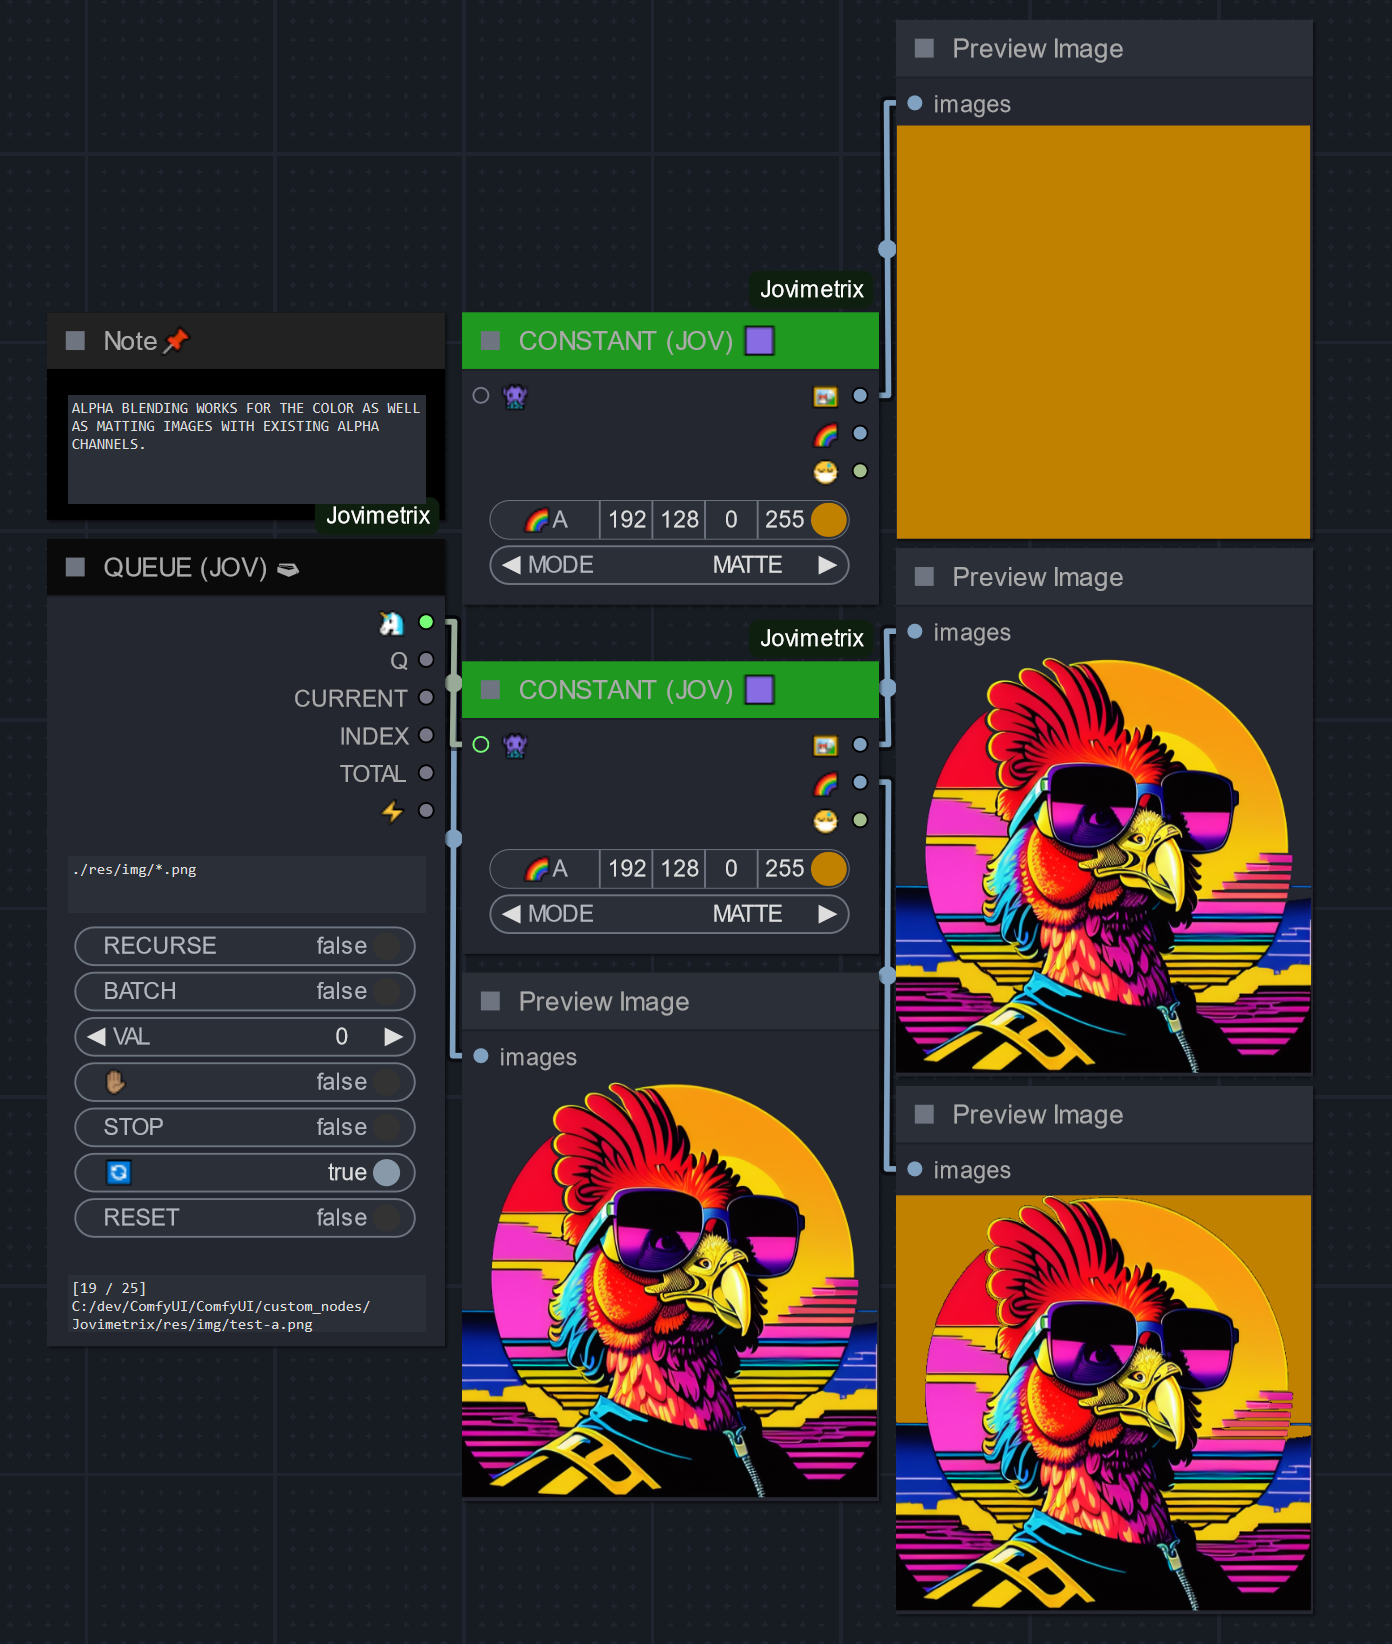 Preview Image
images
Jovimetrix
Note
CONSTANT (JOV)
ALPHA BLENDING WORKS FOR THE COLOR AS WELL
AS MATTING IMAGES WITH EXISTING ALPHA
CHANNELS.
A 192 128 0 255
MODE MATTE
Jovimetrix
QUEUE (JOV)
Q
CURRENT
INDEX
TOTAL
./res/img/*.png
RECURSE false
BATCH false
VAL 0
false
STOP false
true
RESET false
[19 / 25]
C:/dev/ComfyUI/ComfyUI/custom_nodes/
Jovimetrix/res/img/test-a.png
Jovimetrix
CONSTANT (JOV)
A 192 128 0 255
MODE MATTE
Preview Image
images
Preview Image
images
Preview Image
images